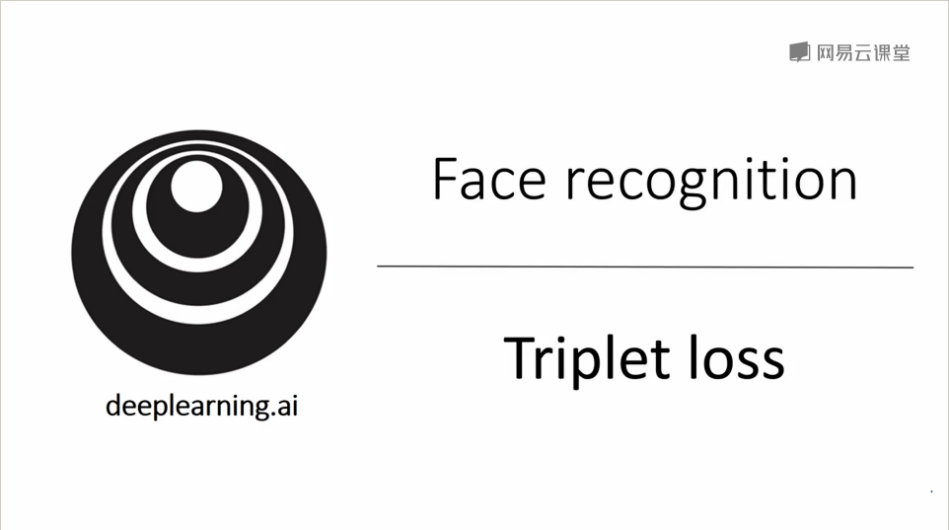 网易云课堂
Face recognition
Triplet loss
deeplearning.ai